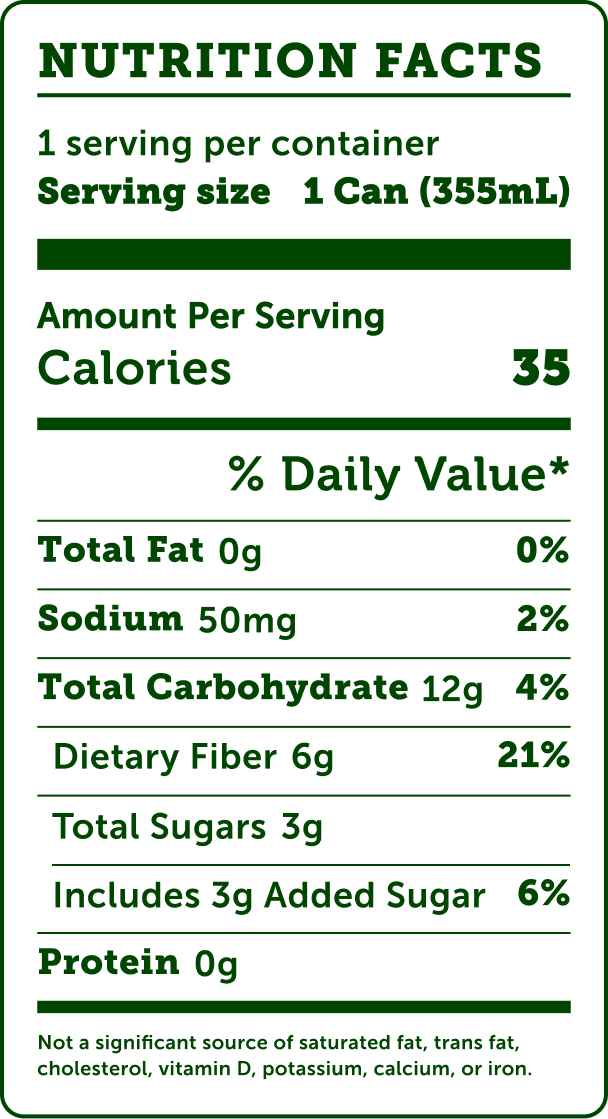 NUTRITION FACTS
1 serving per container
Serving size 1 Can (355mL)
Amount Per Serving
Calories 35
% Daily Value*
Total Fat 0g 0%
Sodium 50mg 2%
Total Carbohydrate 12g 4%
Dietary Fiber 6g 21%
Total Sugars 3g
Includes 3g Added Sugar 6%
Protein 0g
Not a significant source of saturated fat, trans fat,
cholesterol, vitamin D, potassium, calcium, or iron.